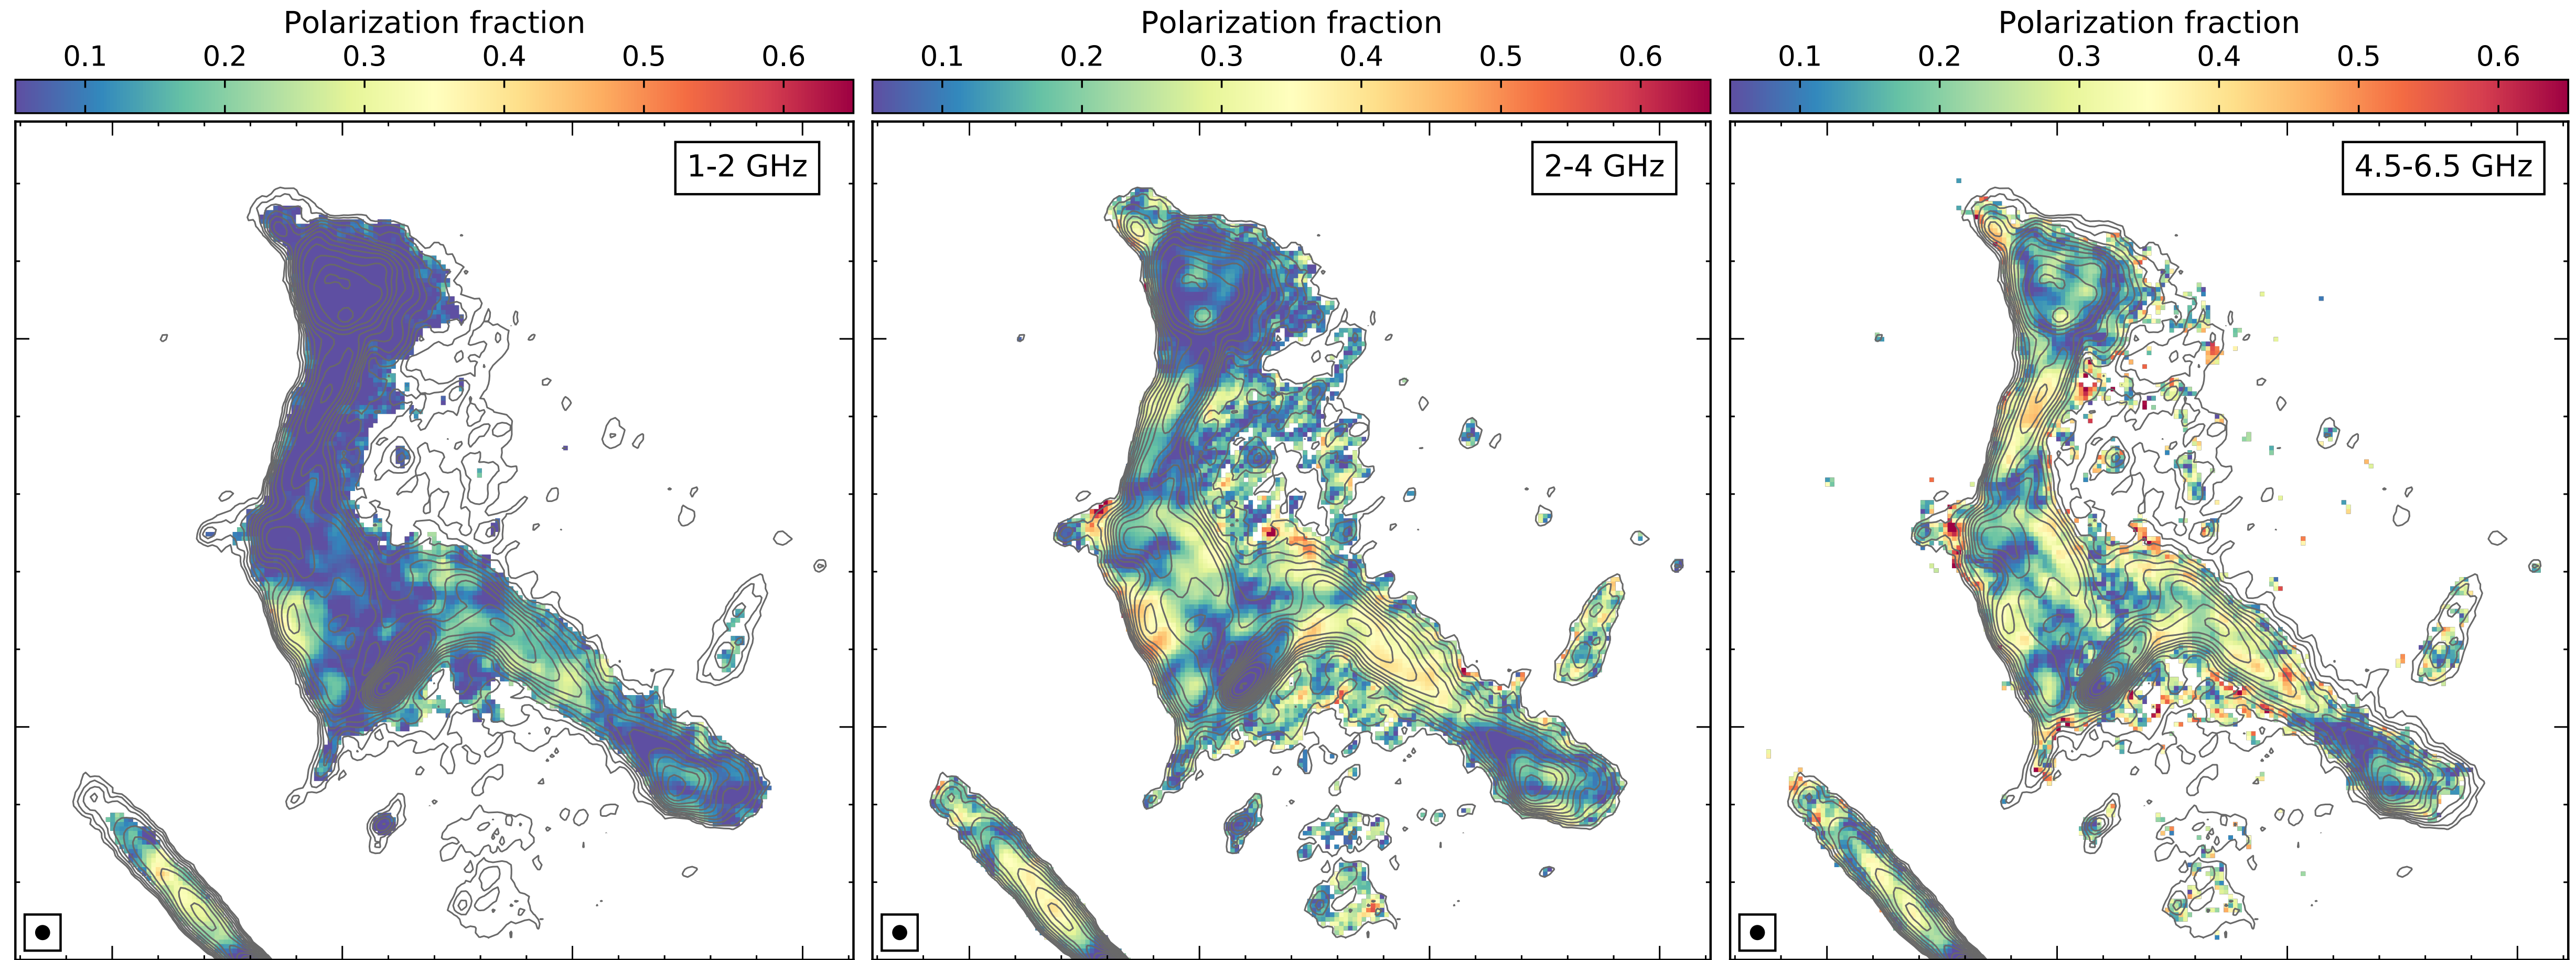 Polarization fraction Polarization fraction Polarization fraction
0.1 0.2 0.3 0.4 0.5 0.6 0.1 0.2 0.3 0.4 0.5 0.6 0.1 0.2 0.3 0.4 0.5 0.6
1-2 GHz 2-4 GHz 4.5-6.5 GHz